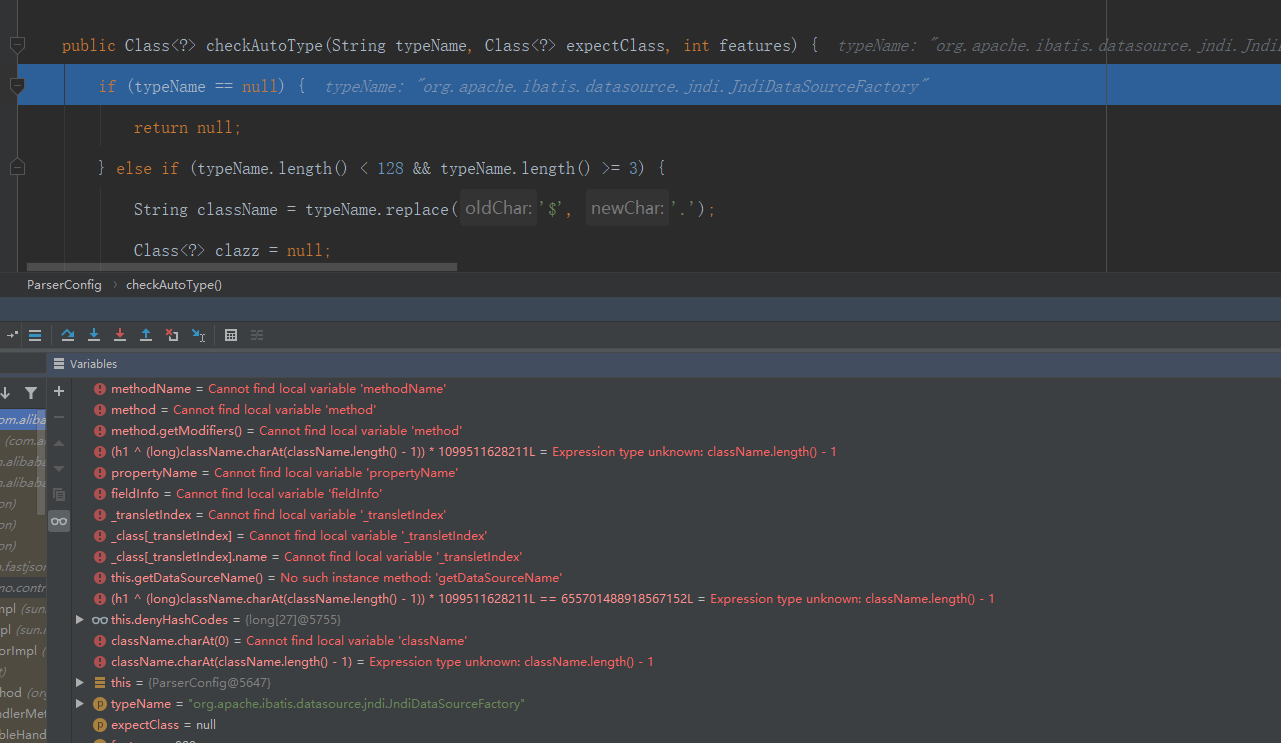 public Class<?> checkAutoType(String typeName, Class<?> expectClass, int features) { typeName: "org.apache.ibatis.datasource.jndi.Jndi
if (typeName == null) { typeName: "org.apache.ibatis.datasource.jndi.JndiDataSourceFactory"
return null;
} else if (typeName.length() < 128 && typeName.length() >= 3) {
String className = typeName.replace( oldChar: '$', newChar: '.');
Class<?> clazz = null;
ParserConfig › checkAutoType()
Variables
methodName = Cannot find local variable 'methodName'
method = Cannot find local variable 'method'
om.aliba
method.getModifiers() = Cannot find local variable 'method'
(com.al
(h1 ^ (long)className.charAt(className.length() - 1)) * 1099511628211L = Expression type unknown: className.length() - 1
m.alibaba
propertyName = Cannot find local variable 'propertyName'
m.alibaba
fieldInfo = Cannot find local variable 'fieldInfo'
on)
_transletIndex = Cannot find local variable '_transletIndex'
on)
_class[_transletIndex] = Cannot find local variable '_transletIndex'
on)
_class[_transletIndex].name = Cannot find local variable '_transletIndex'
.fastjson
this.getDataSourceName() = No such instance method: 'getDataSourceName'
mo.contr
(h1 ^ (long)className.charAt(className.length() - 1)) * 1099511628211L == 655701488918567152L = Expression type unknown: className.length() - 1
mpl (sun.
this.denyHashCodes = {long[27]@5755}
pl (sun.r
className.charAt(0) = Cannot find local variable 'className'
orImpl (
className.charAt(className.length() - 1) = Expression type unknown: className.length() - 1
t)
this = {ParserConfig@5647}
hod (org
typeName = "org.apache.ibatis.datasource.jndi.JndiDataSourceFactory"
ndlerMet
expectClass = null
bleHand